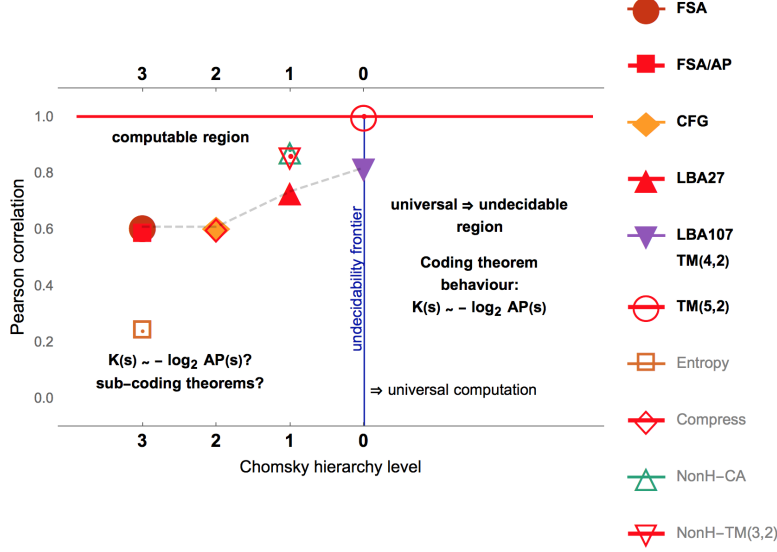 3 2 1 0
1.0
0.8
0.6
0.4
0.2
0.0
Pearson correlation
computable region
undecidability frontier
universal ⇒ undecidable
region
Coding theorem
behaviour:
K(s) ~ − log₂ AP(s)
K(s) ~ − log₂ AP(s)?
sub−coding theorems?
⇒ universal computation
3 2 1 0
Chomsky hierarchy level
FSA
FSA/AP
CFG
LBA27
LBA107
TM(4,2)
TM(5,2)
Entropy
Compress
NonH−CA
NonH−TM(3,2)